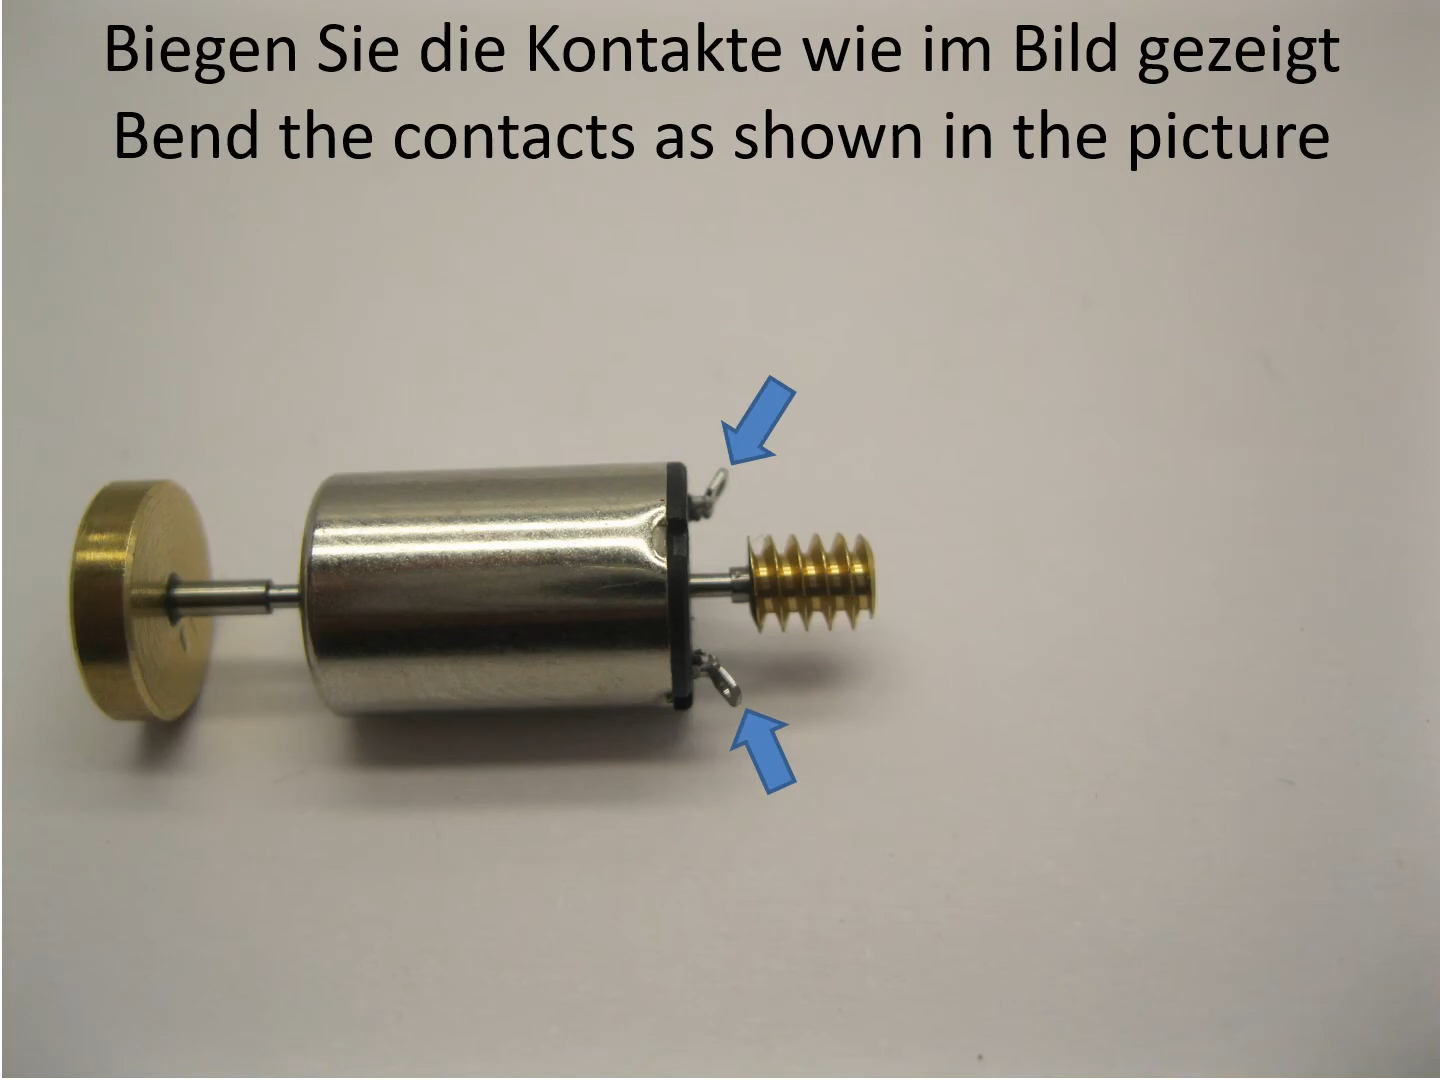 Biegen Sie die Kontakte wie im Bild gezeigt
Bend the contacts as shown in the picture